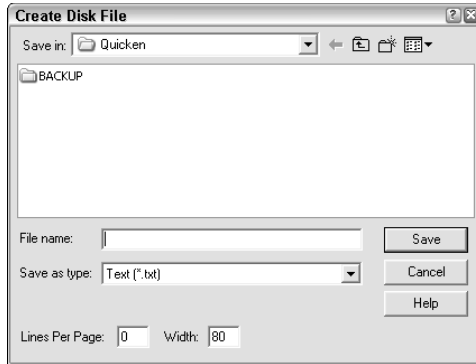 Create Disk File
Save in: Quicken
BACKUP
File name: Save
Save as type: Text (*.txt) Cancel
Help
Lines Per Page: 0 Width: 80